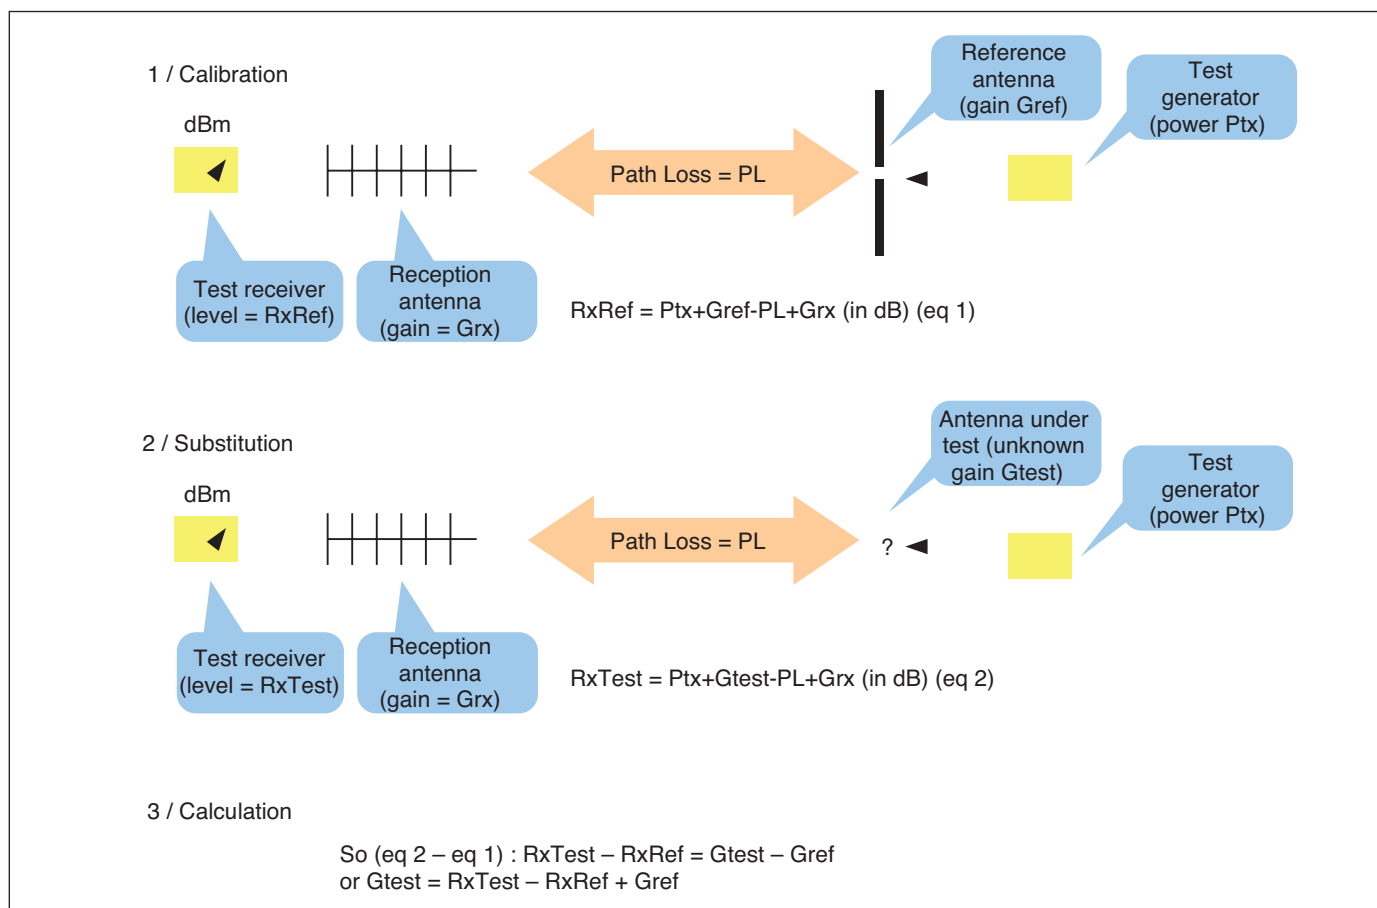 1 / Calibration
dBm
Reference
antenna
(gain Gref)
Test
generator
(power Ptx)
Path Loss = PL
Test receiver
(level = RxRef)
Reception
antenna
(gain = Grx)
RxRef = Ptx+Gref-PL+Grx (in dB) (eq 1)
2 / Substitution
dBm
Antenna under
test (unknown
gain Gtest)
Test
generator
(power Ptx)
Path Loss = PL
?
Test receiver
(level = RxTest)
Reception
antenna
(gain = Grx)
RxTest = Ptx+Gtest-PL+Grx (in dB) (eq 2)
3 / Calculation
So (eq 2 – eq 1) : RxTest – RxRef = Gtest – Gref
or Gtest = RxTest – RxRef + Gref